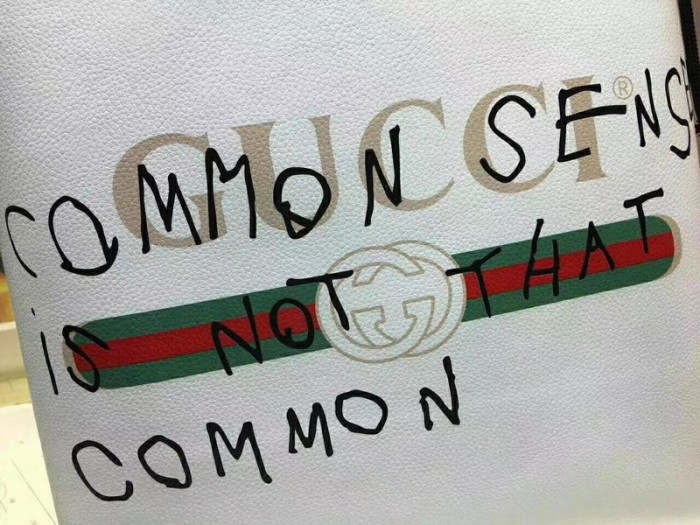 GUCCI ®
COMMON SENSE
is NOT THAT
COMMON